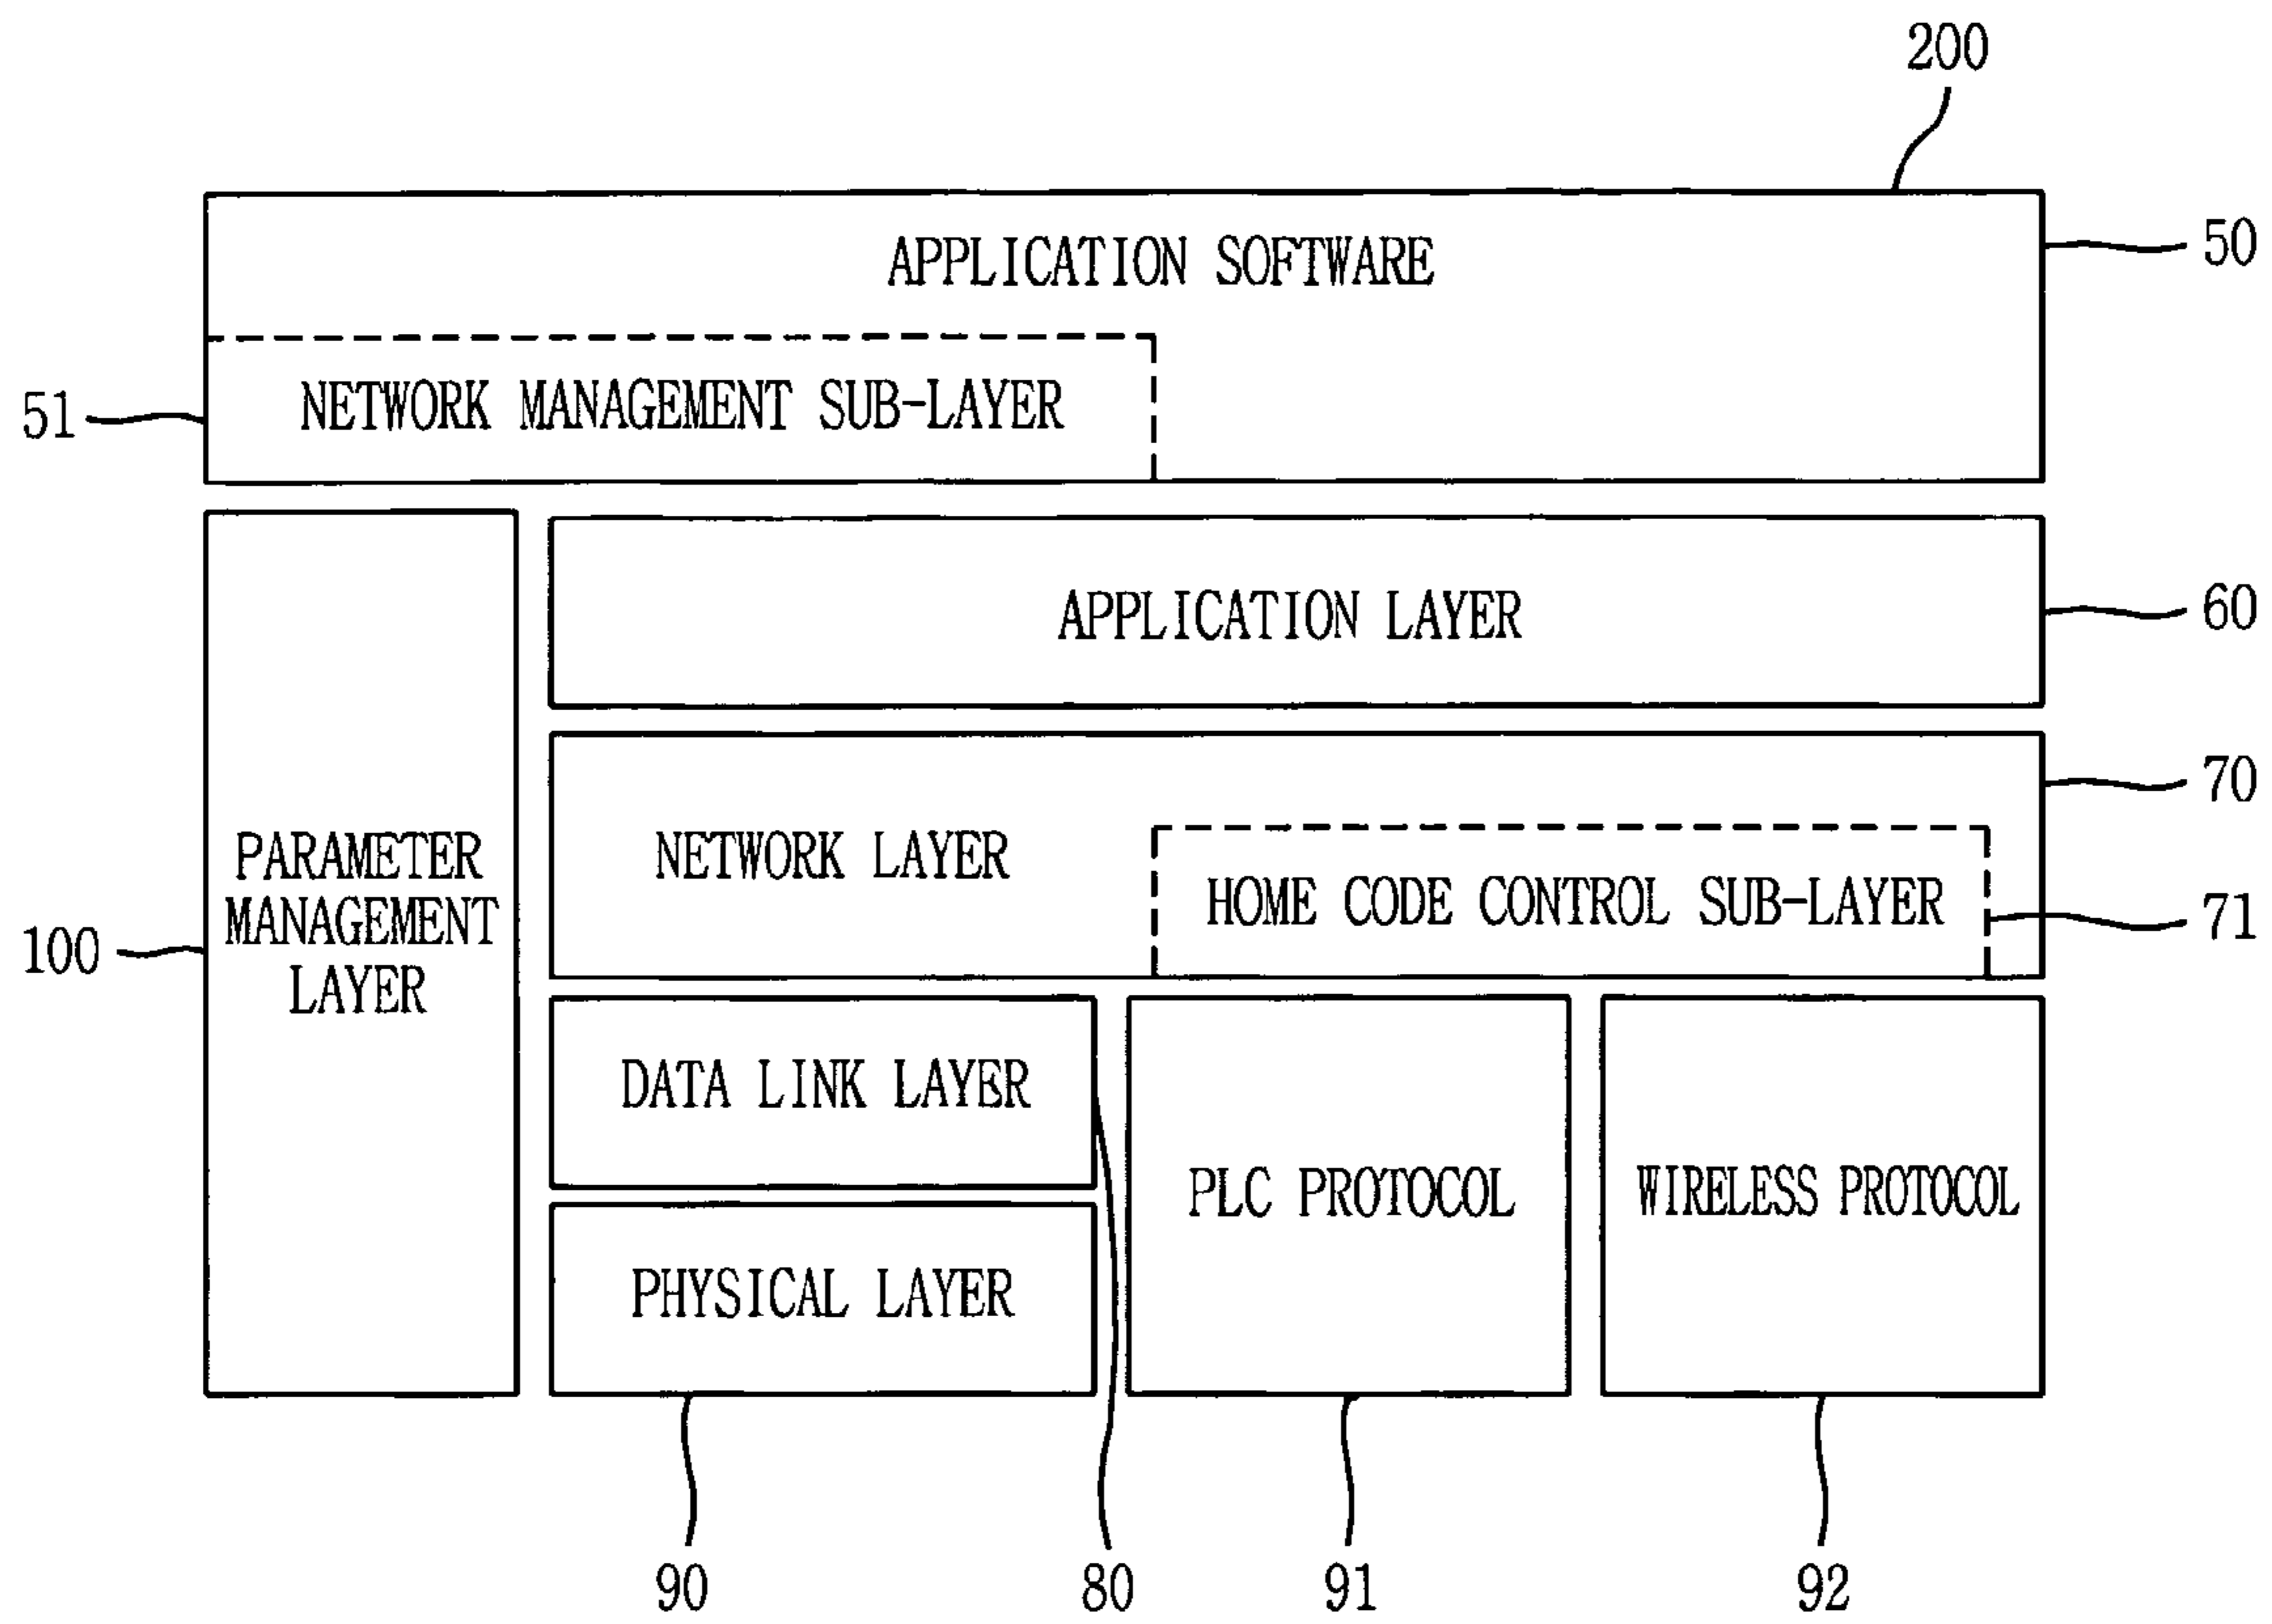 200
APPLICATION SOFTWARE
50
NETWORK MANAGEMENT SUB-LAYER
51
APPLICATION LAYER
60
PARAMETER
MANAGEMENT
LAYER
100
NETWORK LAYER
70
HOME CODE CONTROL SUB-LAYER
71
DATA LINK LAYER
PHYSICAL LAYER
PLC PROTOCOL
WIRELESS PROTOCOL
90
80
91
92